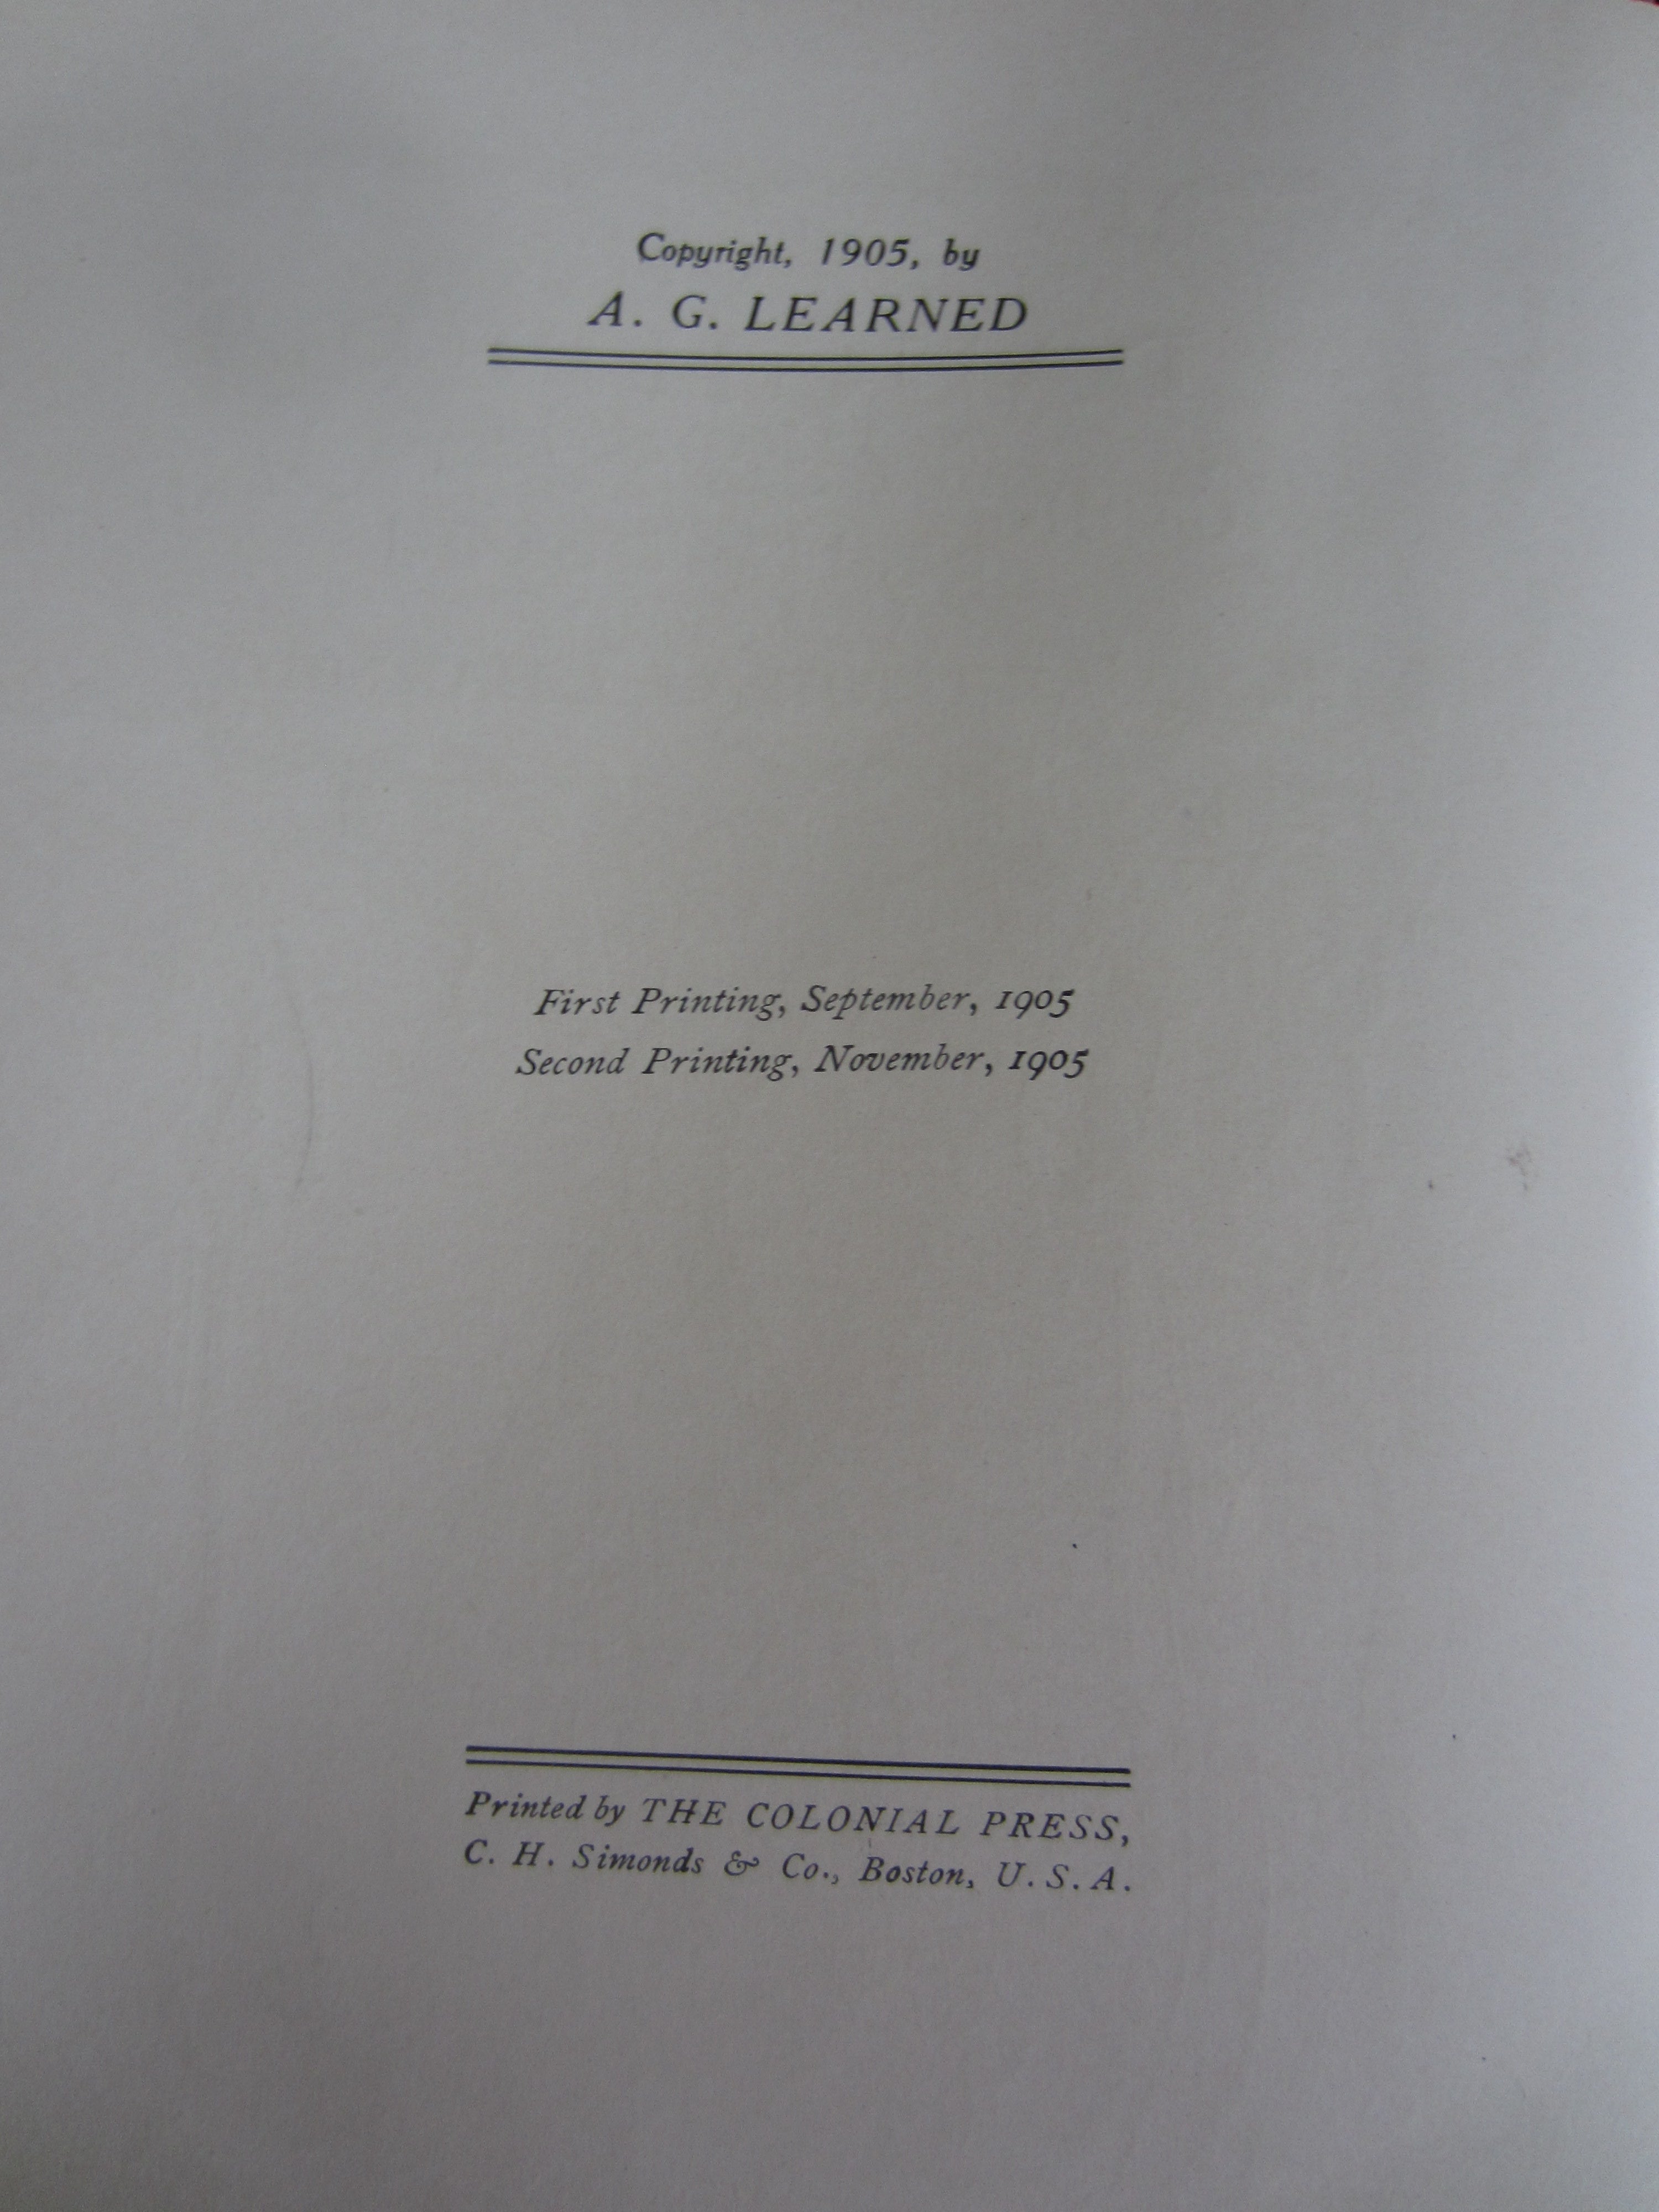 Copyright, 1905, by
A. G. LEARNED
First Printing, September, 1905
Second Printing, November, 1905
Printed by THE COLONIAL PRESS,
C. H. Simonds & Co., Boston, U. S. A.